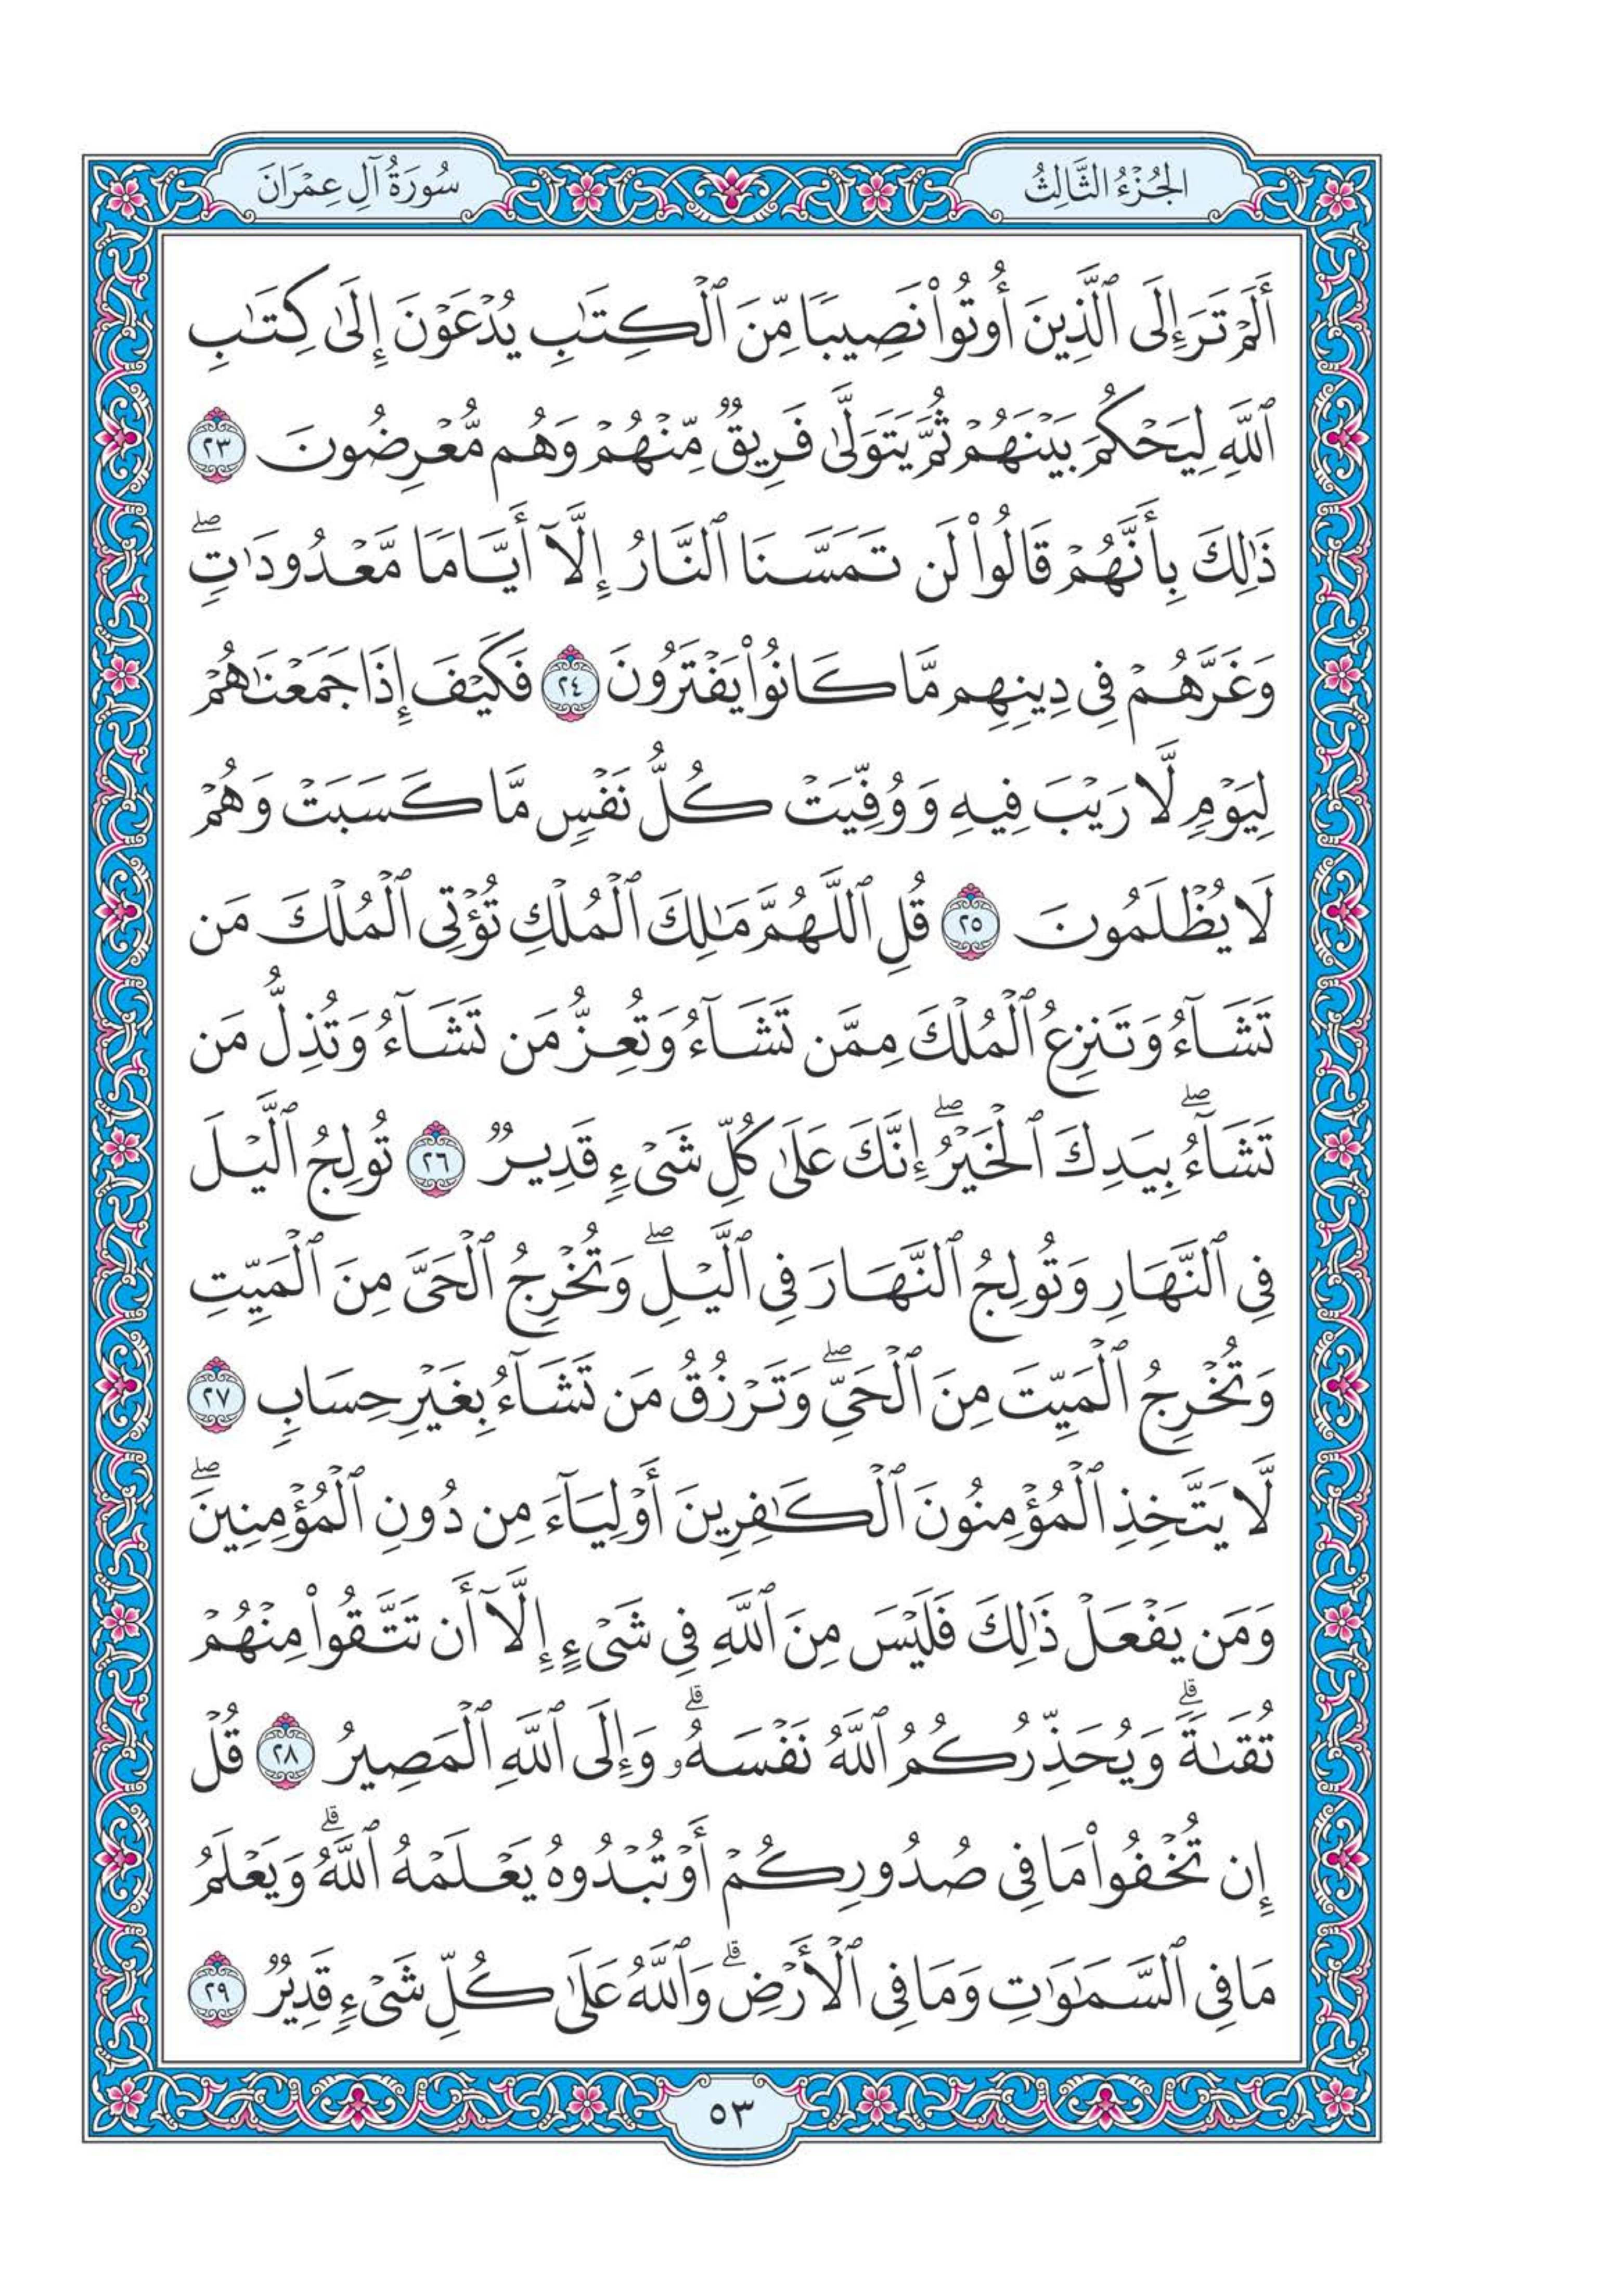 الجُزْءُ الثَّالِثُ
سُورَةُ آلِ عِمْرَانَ
أَلَمْ تَرَ إِلَى ٱلَّذِينَ أُوتُوا۟ نَصِيبًا مِّنَ ٱلْكِتَـٰبِ يُدْعَوْنَ إِلَىٰ كِتَـٰبِ
ٱللَّهِ لِيَحْكُمَ بَيْنَهُمْ ثُمَّ يَتَوَلَّىٰ فَرِيقٌ مِّنْهُمْ وَهُم مُّعْرِضُونَ ٢٣
ذَٰلِكَ بِأَنَّهُمْ قَالُوا۟ لَن تَمَسَّنَا ٱلنَّارُ إِلَّآ أَيَّامًا مَّعْدُودَٰتٍ ۖ
وَغَرَّهُمْ فِى دِينِهِم مَّا كَانُوا۟ يَفْتَرُونَ ٢٤ فَكَيْفَ إِذَا جَمَعْنَـٰهُمْ
لِيَوْمٍ لَّا رَيْبَ فِيهِ وَوُفِّيَتْ كُلُّ نَفْسٍ مَّا كَسَبَتْ وَهُمْ
لَا يُظْلَمُونَ ٢٥ قُلِ ٱللَّهُمَّ مَـٰلِكَ ٱلْمُلْكِ تُؤْتِى ٱلْمُلْكَ مَن
تَشَآءُ وَتَنزِعُ ٱلْمُلْكَ مِمَّن تَشَآءُ وَتُعِزُّ مَن تَشَآءُ وَتُذِلُّ مَن
تَشَآءُ ۖ بِيَدِكَ ٱلْخَيْرُ ۖ إِنَّكَ عَلَىٰ كُلِّ شَىْءٍ قَدِيرٌ ٢٦ تُولِجُ ٱلَّيْلَ
فِى ٱلنَّهَارِ وَتُولِجُ ٱلنَّهَارَ فِى ٱلَّيْلِ ۖ وَتُخْرِجُ ٱلْحَىَّ مِنَ ٱلْمَيِّتِ
وَتُخْرِجُ ٱلْمَيِّتَ مِنَ ٱلْحَىِّ ۖ وَتَرْزُقُ مَن تَشَآءُ بِغَيْرِ حِسَابٍ ٢٧
لَّا يَتَّخِذِ ٱلْمُؤْمِنُونَ ٱلْكَـٰفِرِينَ أَوْلِيَآءَ مِن دُونِ ٱلْمُؤْمِنِينَ ۖ
وَمَن يَفْعَلْ ذَٰلِكَ فَلَيْسَ مِنَ ٱللَّهِ فِى شَىْءٍ إِلَّآ أَن تَتَّقُوا۟ مِنْهُمْ
تُقَىٰةً ۗ وَيُحَذِّرُكُمُ ٱللَّهُ نَفْسَهُۥ ۗ وَإِلَى ٱللَّهِ ٱلْمَصِيرُ ٢٨ قُلْ
إِن تُخْفُوا۟ مَا فِى صُدُورِكُمْ أَوْ تُبْدُوهُ يَعْلَمْهُ ٱللَّهُ ۗ وَيَعْلَمُ
مَا فِى ٱلسَّمَـٰوَٰتِ وَمَا فِى ٱلْأَرْضِ ۗ وَٱللَّهُ عَلَىٰ كُلِّ شَىْءٍ قَدِيرٌ ٢٩
٥٣